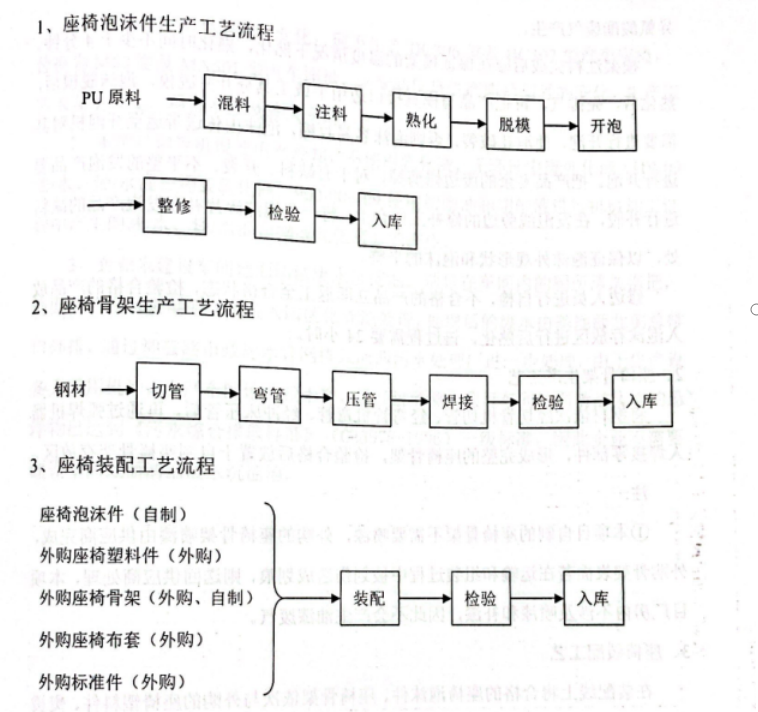 1、座椅泡沫件生产工艺流程
PU 原料 混料 注料 熟化 脱模 开泡
整修 检验 入库
2、座椅骨架生产工艺流程
钢材 切管 弯管 压管 焊接 检验 入库
3、座椅装配工艺流程
座椅泡沫件（自制）
外购座椅塑料件（外购）
外购座椅骨架（外购、自制） 装配 检验 入库
外购座椅布套（外购）
外购标准件（外购）